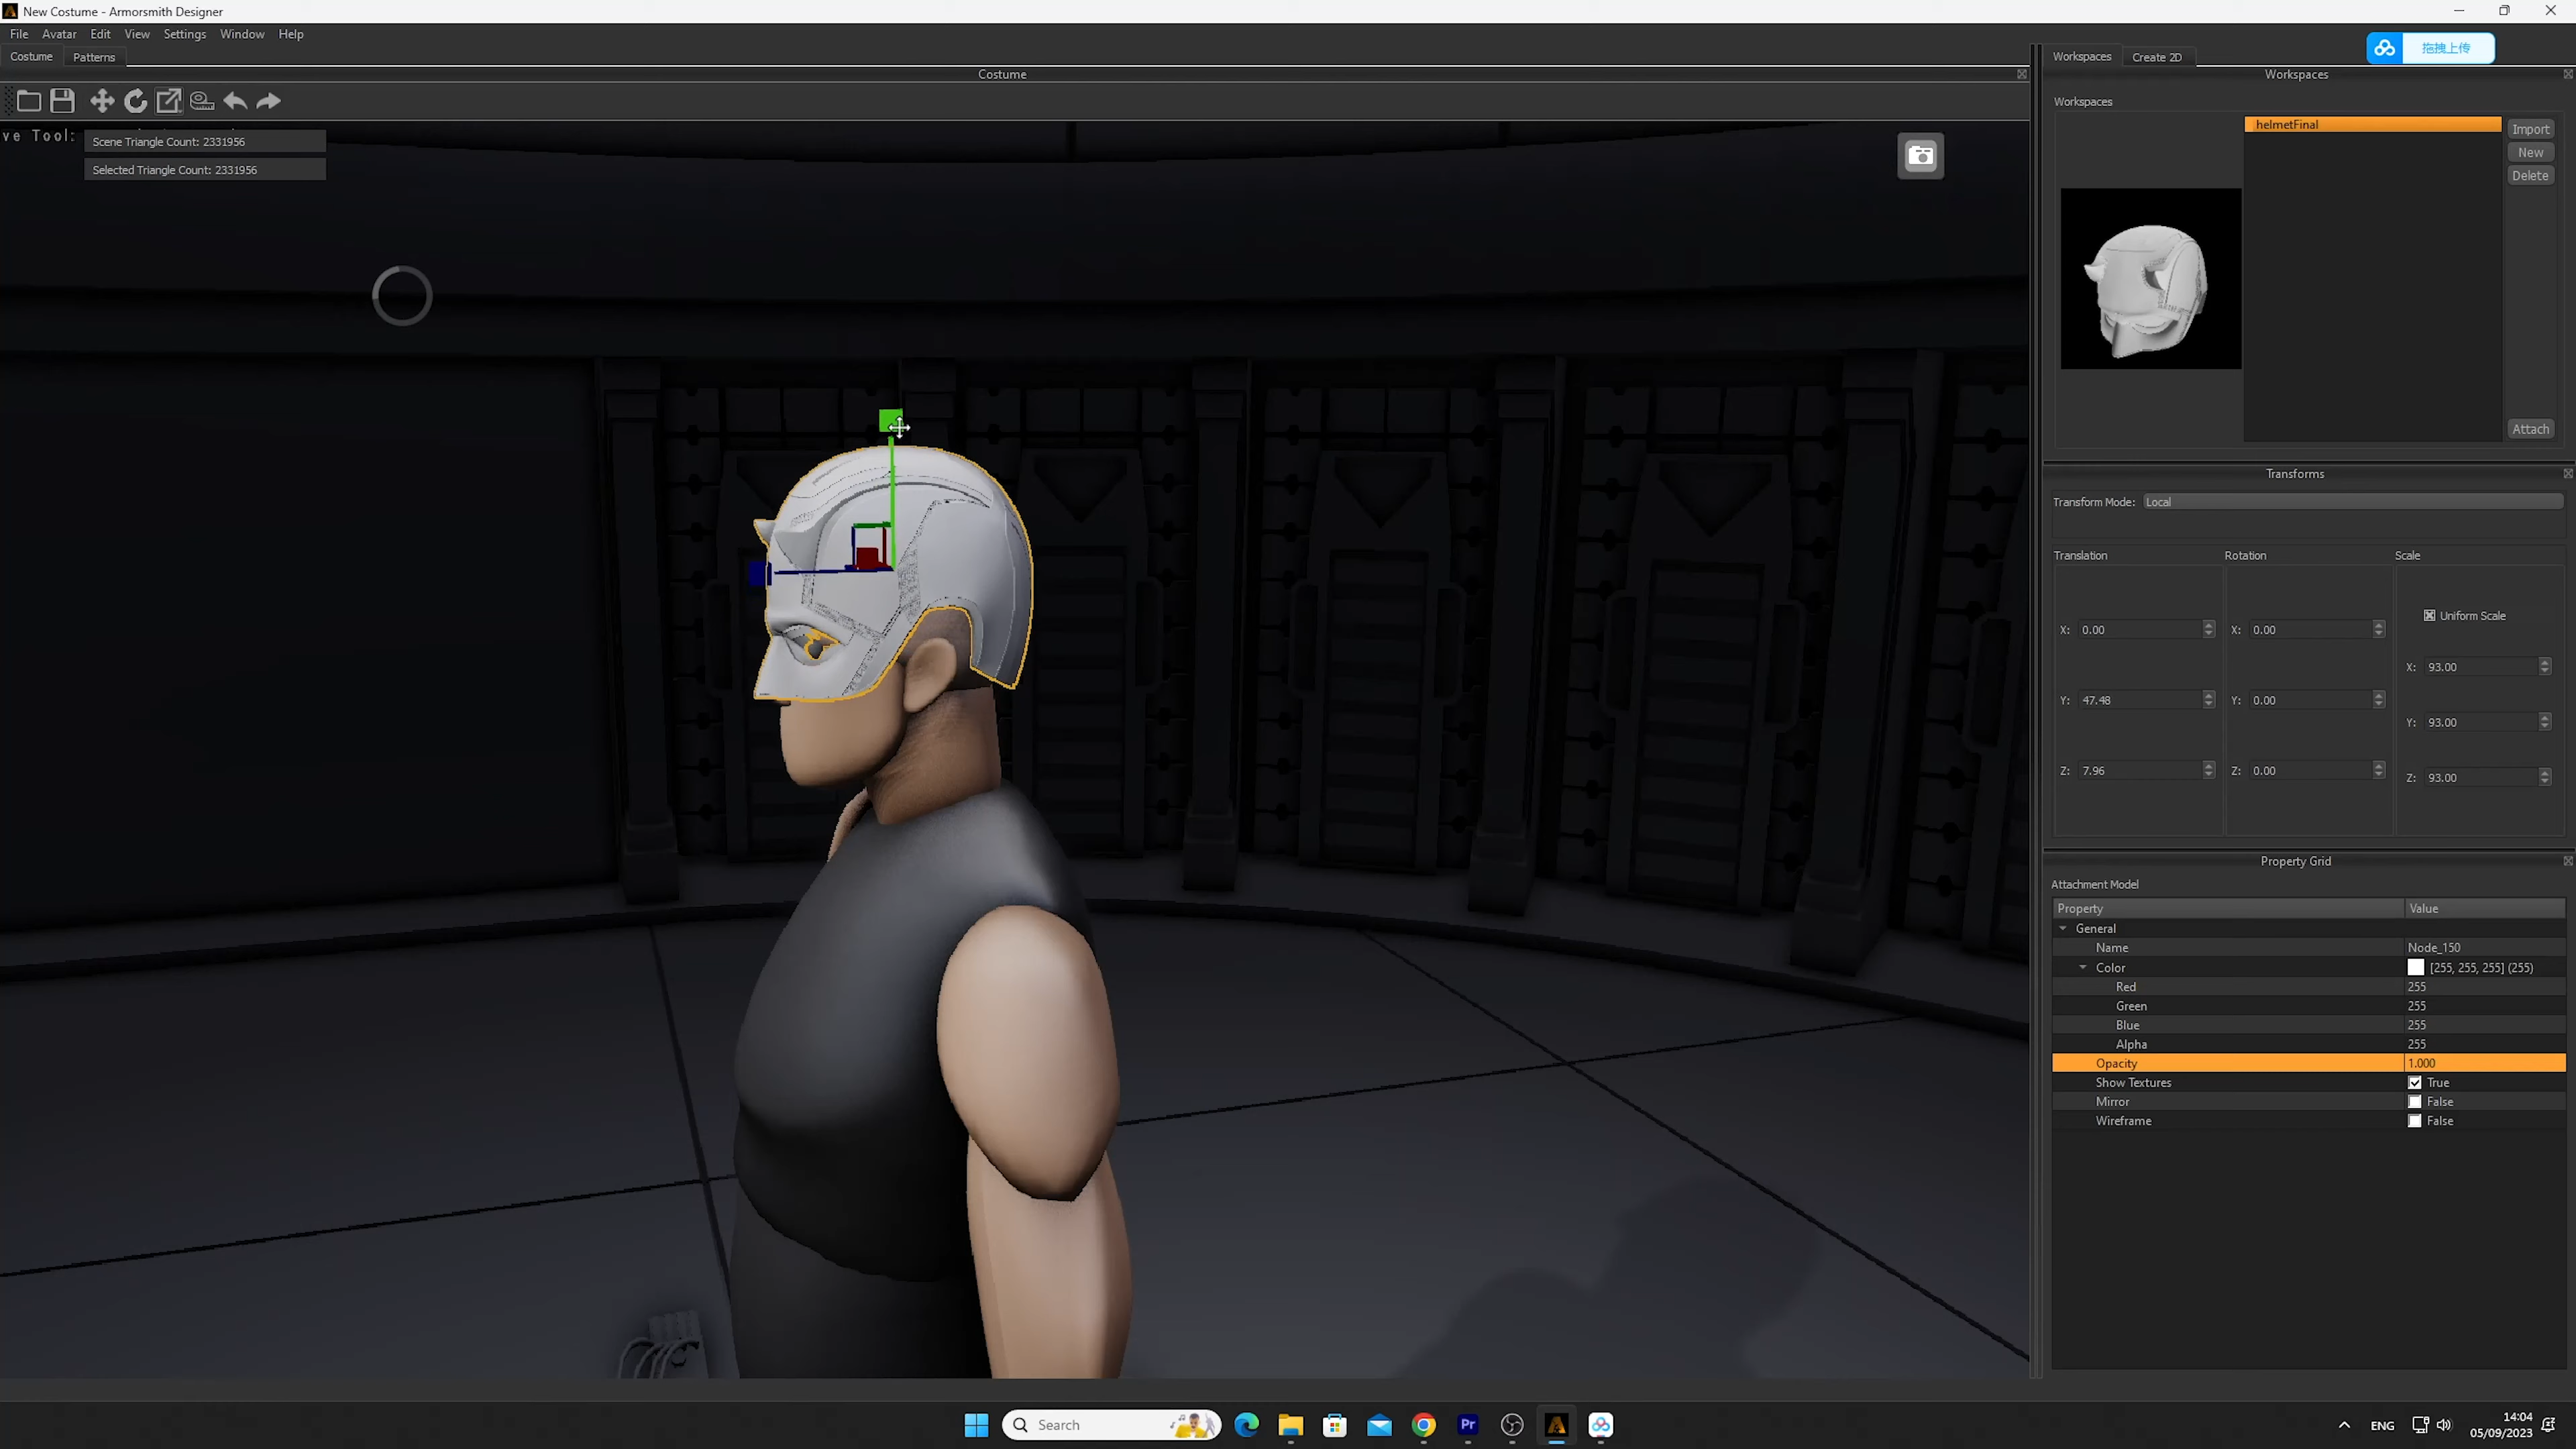 New Costume - Armorsmith Designer
File Avatar Edit View Settings Window Help
Costume Patterns
Costume
Workspaces Create 2D
拖拽上传
Workspaces
Workspaces
helmetFinal
Import
New
Delete
Attach
ve Tool:
Scene Triangle Count: 2331956
Selected Triangle Count: 2331956
Transforms
Transform Mode: Local
Translation Rotation Scale
Uniform Scale
X: 0.00 X: 0.00 X: 93.00
Y: 47.48 Y: 0.00 Y: 93.00
Z: 7.96 Z: 0.00 Z: 93.00
Property Grid
Attachment Model
Property Value
General
Name Node_150
Color [255, 255, 255] (255)
Red 255
Green 255
Blue 255
Alpha 255
Opacity 1.000
Show Textures True
Mirror False
Wireframe False
Search
Pr
ENG
14:04
05/09/2023